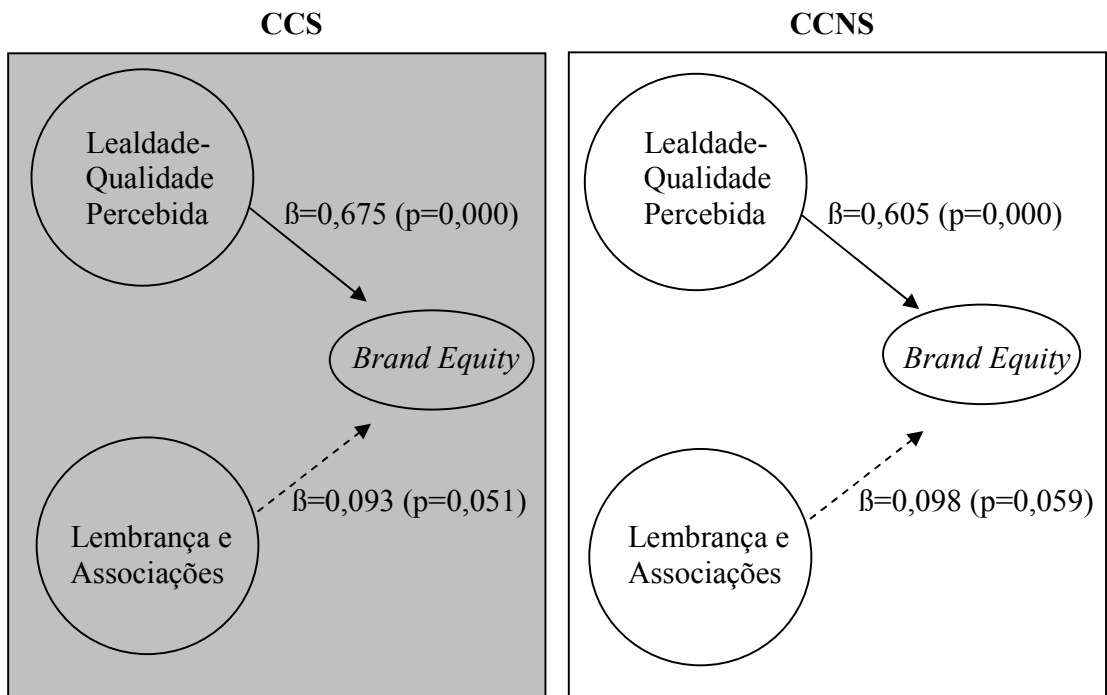 CCS
Lealdade-
Qualidade
Percebida
ß=0,675 (p=0,000)
Brand Equity
ß=0,093 (p=0,051)
Lembrança e
Associações
CCNS
Lealdade-
Qualidade
Percebida
ß=0,605 (p=0,000)
Brand Equity
ß=0,098 (p=0,059)
Lembrança e
Associações